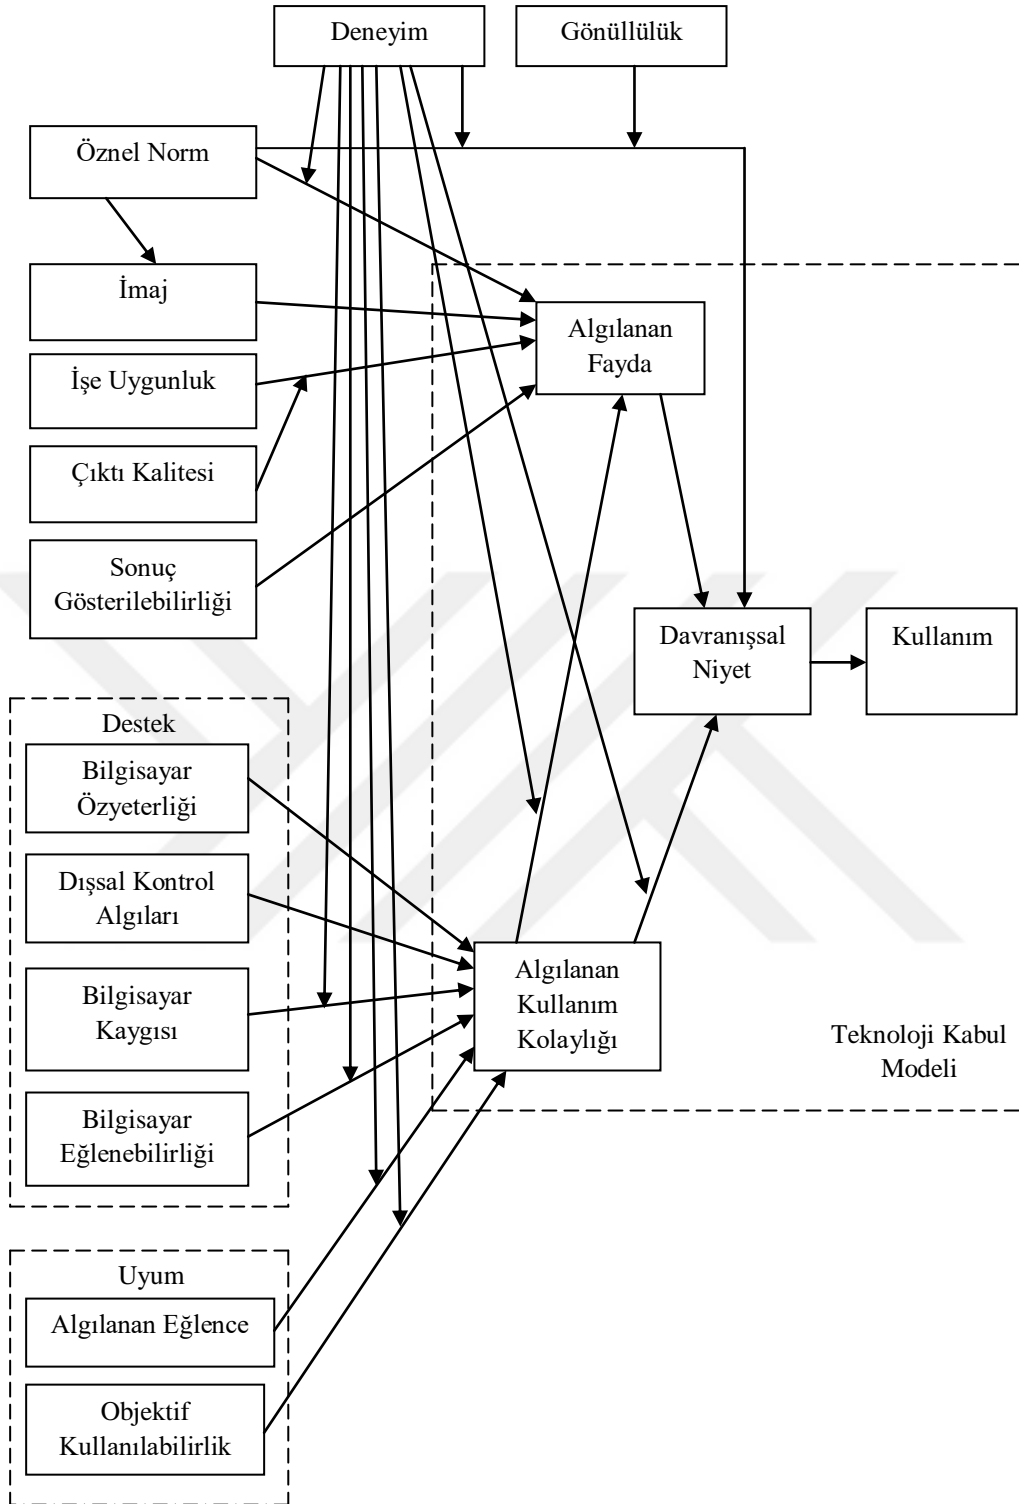 Deneyim
Gönüllülük
Öznel Norm
İmaj
Algılanan
Fayda
İşe Uygunluk
Çıktı Kalitesi
Sonuç
Gösterilebilirliği
Davranışsal
Niyet
Kullanım
Destek
Bilgisayar
Özyeterliği
Dışsal Kontrol
Algıları
Bilgisayar
Kaygısı
Algılanan
Kullanım
Kolaylığı
Teknoloji Kabul
Modeli
Bilgisayar
Eğlenebilirliği
Uyum
Algılanan Eğlence
Objektif
Kullanılabilirlik